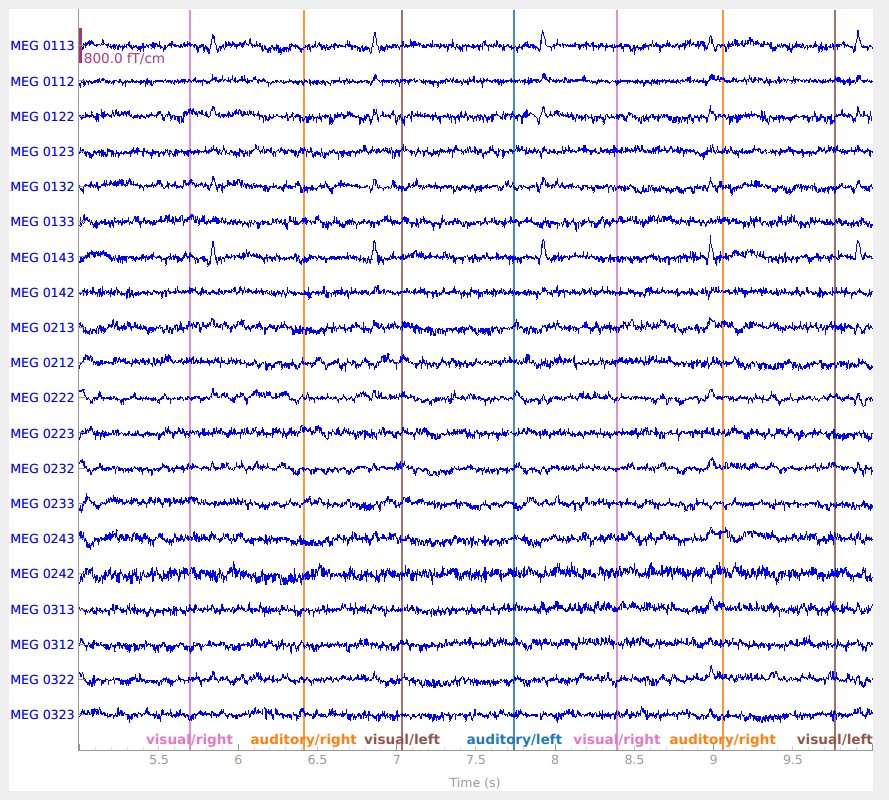 MEG 0113
800.0 fT/cm
MEG 0112
MEG 0122
MEG 0123
MEG 0132
MEG 0133
MEG 0143
MEG 0142
MEG 0213
MEG 0212
MEG 0222
MEG 0223
MEG 0232
MEG 0233
MEG 0243
MEG 0242
MEG 0313
MEG 0312
MEG 0322
MEG 0323
visual/right auditory/right visual/left auditory/left visual/right auditory/right visual/left
5.5 6 6.5 7 7.5 8 8.5 9 9.5
Time (s)